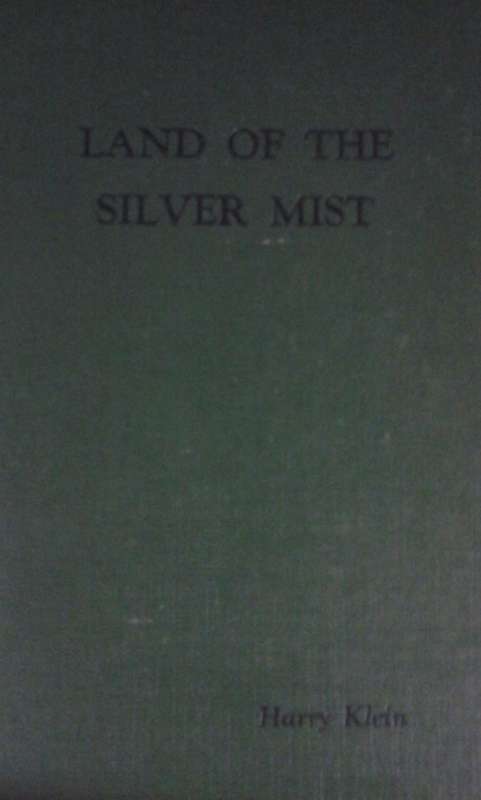 LAND OF THE
SILVER MIST
Harry Klein